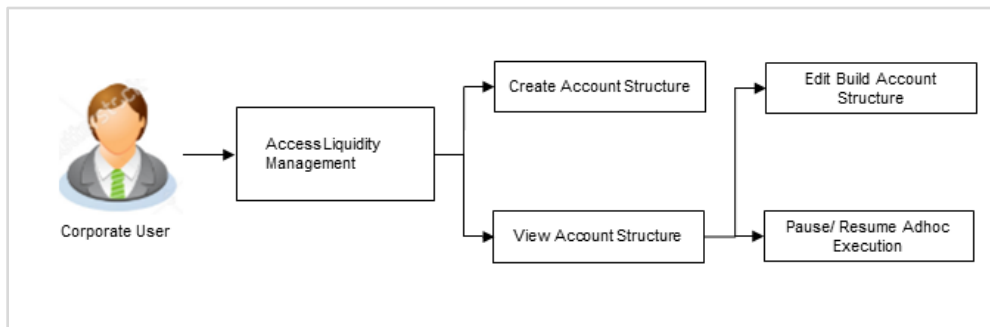 Corporate User
Access Liquidity
Management
Create Account Structure
View Account Structure
Edit Build Account
Structure
Pause/ Resume Adhoc
Execution